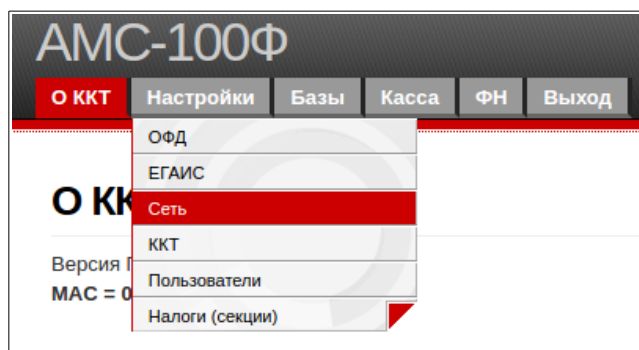 АМС-100Ф
О ККТ Настройки Базы Касса ФН Выход
ОФД
ЕГАИС
Сеть
ККТ
Пользователи
Налоги (секции)
О КК
Версия
MAC = 0